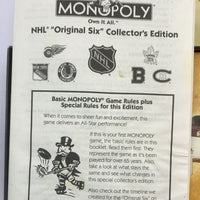 MONOPOLY
Own It All.™
NHL® "Original Six" Collector's Edition
NHL
B
Basic MONOPOLY® Game Rules plus
Special Rules for this Edition
When it comes to sheer fun and excitement, this
game delivers an All-Star performance!
If this is your first MONOPOLY
game, the basic rules are in this
booklet. Read them first! They
represent the game as it's been
played for over 65 years. Also,
take a look at what stays the
same and see what changes in
this special collector's edition.
Also check out the timeline we
created for the "Original Six" on